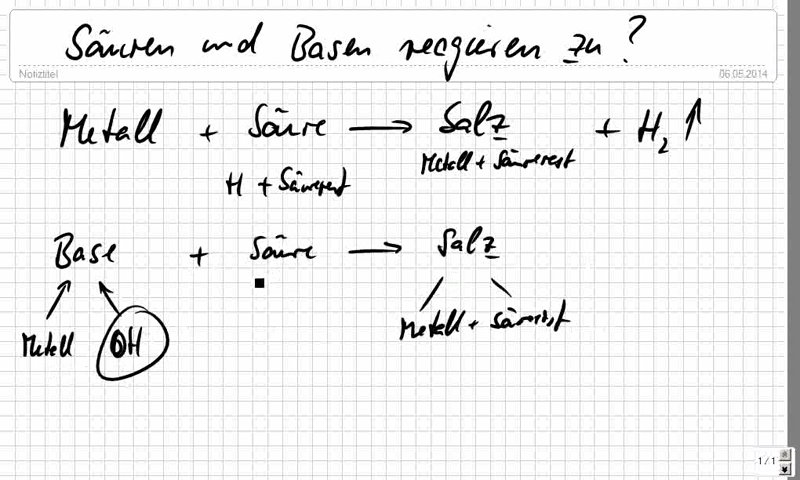 Säuren und Basen reagieren zu?
Notiztitel 06.05.2014
Metall + Säure → Salz + H₂ ↑
Metall + Säurerest
H + Säurerest
Base + Säure → Salz
Metall + Säurerest
Metall OH
1/1